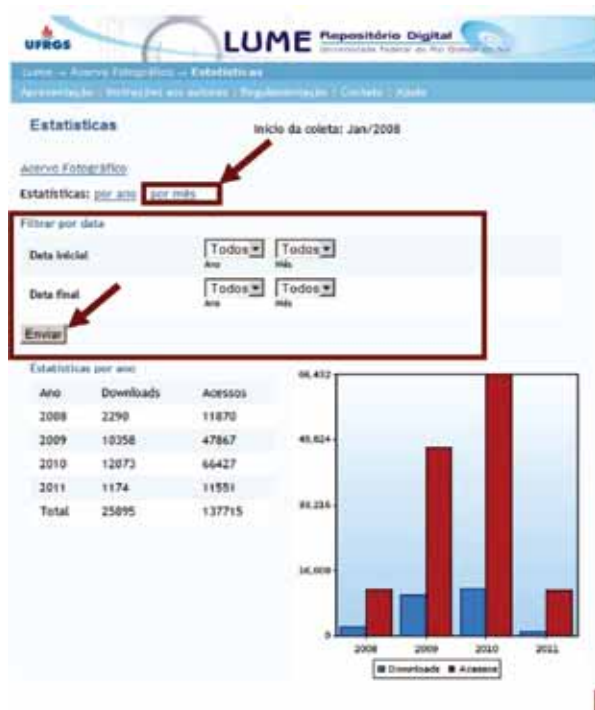 UFRGS
LUME Repositório Digital
Universidade Federal do Rio Grande do Sul
Lume → Acervo Fotográfico → Estatísticas
Apresentação | Instruções aos autores | Regulamentação | Contato | Ajuda
Estatísticas
Início da coleta: Jan/2008
Acervo Fotográfico
Estatísticas: por ano por mês
Filtrar por data
Data inicial Todos Todos
Ano Mês
Data final Todos Todos
Ano Mês
Enviar
Estatísticas por ano
Ano Downloads Acessos
2008 2290 11870
2009 10358 47867
2010 12073 66427
2011 1174 11551
Total 25895 137715
66,432
49,824
33,216
16,608
0
2008 2009 2010 2011
Downloads Acessos